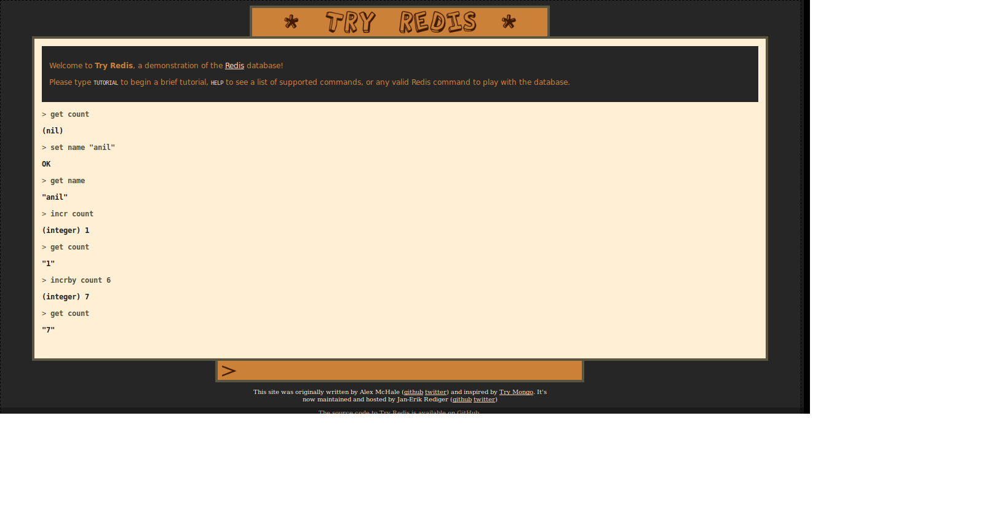 * TRY REDIS *
Welcome to Try Redis, a demonstration of the Redis database!
Please type TUTORIAL to begin a brief tutorial, HELP to see a list of supported commands, or any valid Redis command to play with the database.
> get count
(nil)
> set name "anil"
OK
> get name
"anil"
> incr count
(integer) 1
> get count
"1"
> incrby count 6
(integer) 7
> get count
"7"
>
This site was originally written by Alex McHale (github twitter) and inspired by Try Mongo. It's
now maintained and hosted by Jan-Erik Rediger (github twitter)
The source code to Try Redis is available on GitHub.